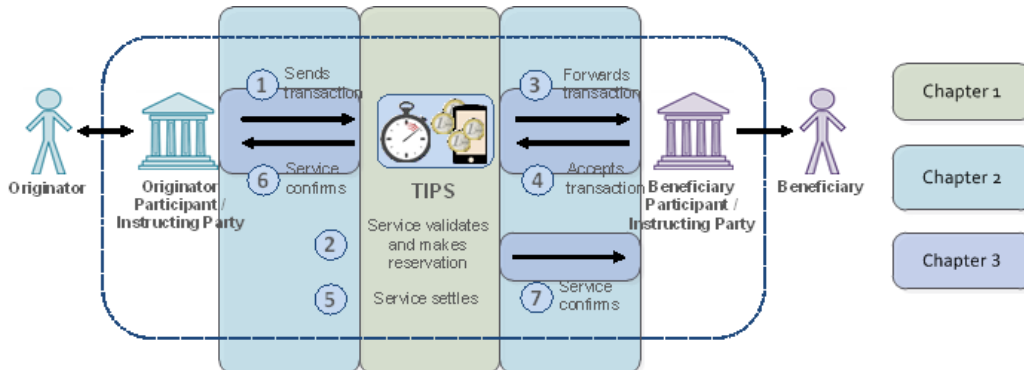 1
Sends
transaction
3
Forwards
transaction
Chapter 1
Originator
Originator
Participant /
Instructing Party
6
Service
confirms
TIPS
4
Accepts
transaction
Beneficiary
Participant /
Instructing Party
Beneficiary
Chapter 2
2
Service validates
and makes
reservation
5
Service settles
7
Service
confirms
Chapter 3